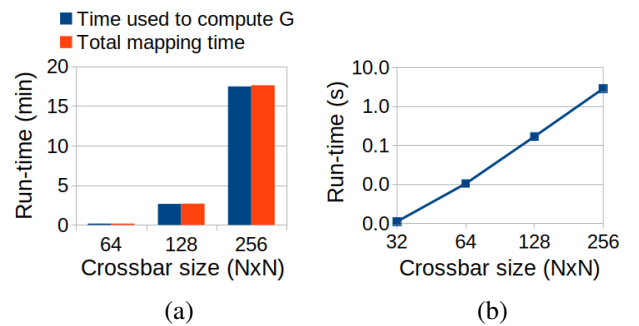 Time used to compute G
Total mapping time
20
15
10
5
0
Run-time (min)
64 128 256
Crossbar size (NxN)
(a)
10.0
1.0
0.1
0.0
0.0
Run-time (s)
32 64 128 256
Crossbar size (NxN)
(b)